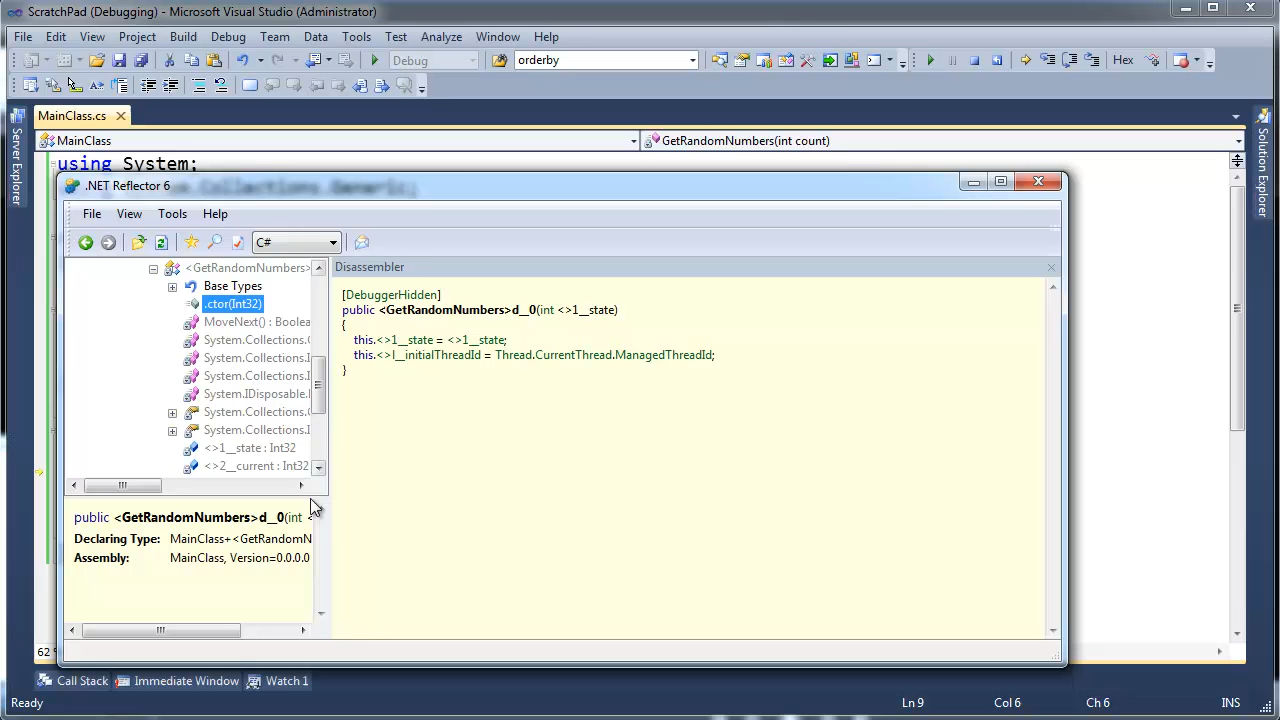 ScratchPad (Debugging) - Microsoft Visual Studio (Administrator)
File Edit View Project Build Debug Team Data Tools Test Analyze Window Help
Debug orderby Hex
MainClass.cs
MainClass GetRandomNumbers(int count)
Server Explorer
Solution Explorer
using System;
.Collections.Generic;
.NET Reflector 6
File View Tools Help
C#
Disassembler
<GetRandomNumbers>
Base Types
.ctor(Int32)
MoveNext() : Boolea
System.Collections.
System.Collections.I
System.Collections.I
System.IDisposable.
System.Collections.
System.Collections.I
<>1__state : Int32
<>2__current : Int32
[DebuggerHidden]
public <GetRandomNumbers>d__0(int <>1__state)
{
this.<>1__state = <>1__state;
this.<>l__initialThreadId = Thread.CurrentThread.ManagedThreadId;
}
public <GetRandomNumbers>d__0(int <
Declaring Type: MainClass+<GetRandomN
Assembly: MainClass, Version=0.0.0.0
62
Call Stack Immediate Window Watch 1
Ready Ln 9 Col 6 Ch 6 INS